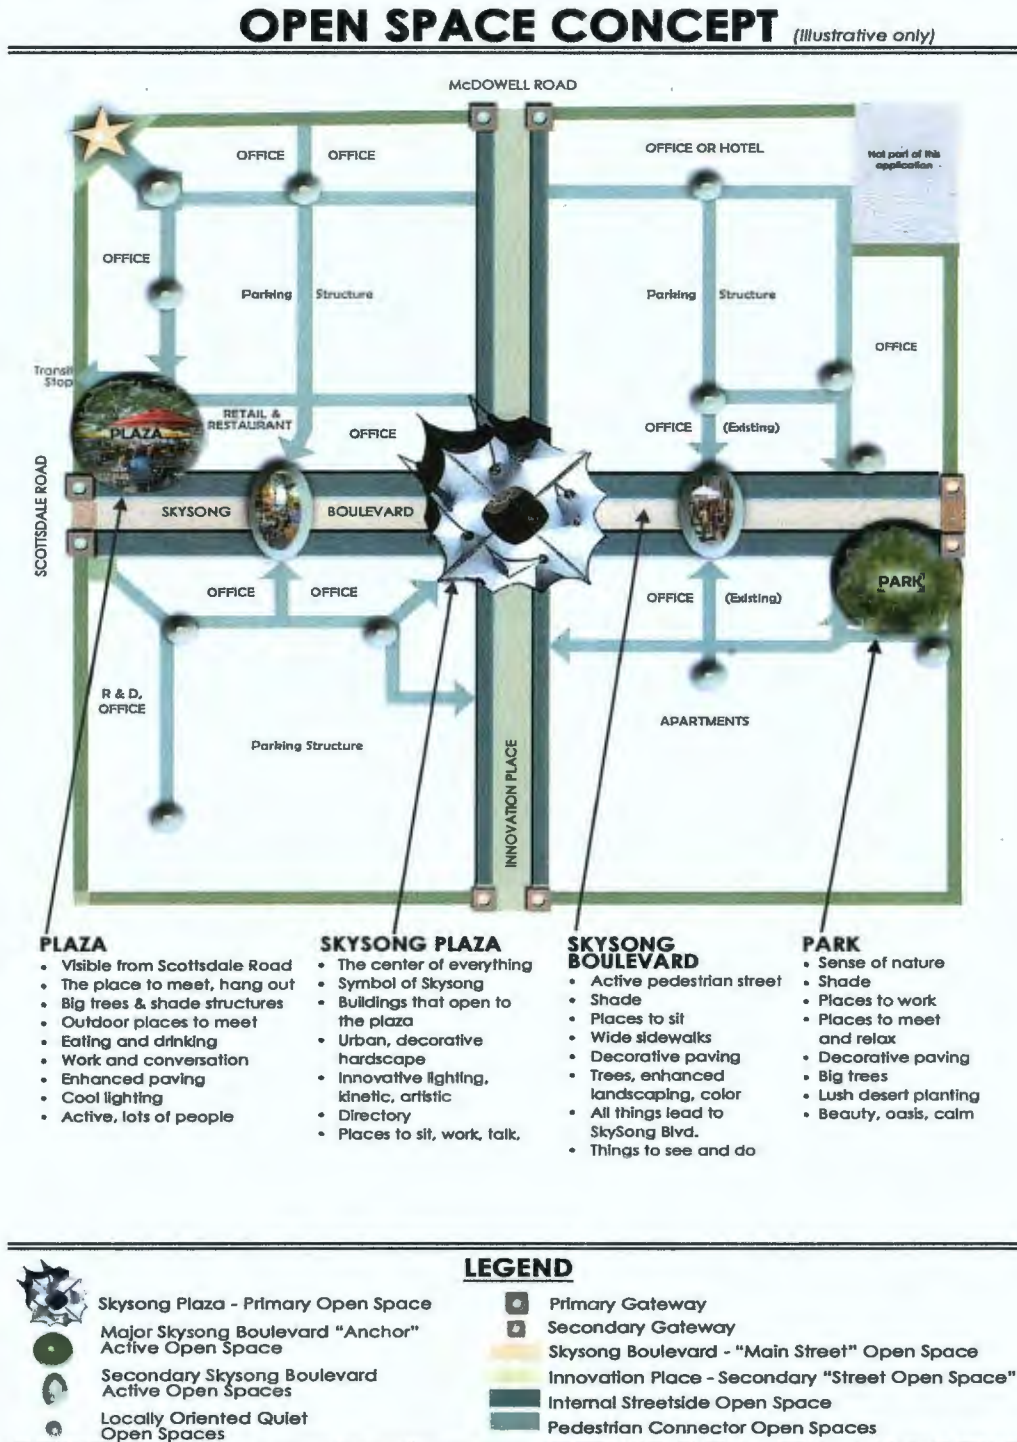 OPEN SPACE CONCEPT (Illustrative only)
McDOWELL ROAD
OFFICE
OFFICE
OFFICE OR HOTEL
Not part of this
application
OFFICE
Parking Structure
Parking Structure
OFFICE
Transit
Stop
PLAZA
RETAIL &
RESTAURANT
OFFICE
OFFICE (Existing)
SCOTTSDALE ROAD
SKYSONG BOULEVARD
OFFICE
OFFICE
OFFICE (Existing)
PARK
R & D,
OFFICE
Parking Structure
APARTMENTS
INNOVATION PLACE
PLAZA
• Visible from Scottsdale Road
• The place to meet, hang out
• Big trees & shade structures
• Outdoor places to meet
• Eating and drinking
• Work and conversation
• Enhanced paving
• Cool lighting
• Active, lots of people
SKYSONG PLAZA
• The center of everything
• Symbol of Skysong
• Buildings that open to
the plaza
• Urban, decorative
hardscape
• Innovative lighting,
kinetic, artistic
• Directory
• Places to sit, work, talk,
SKYSONG
BOULEVARD
• Active pedestrian street
• Shade
• Places to sit
• Wide sidewalks
• Decorative paving
• Trees, enhanced
landscaping, color
• All things lead to
SkySong Blvd.
• Things to see and do
PARK
• Sense of nature
• Shade
• Places to work
• Places to meet
and relax
• Decorative paving
• Big trees
• Lush desert planting
• Beauty, oasis, calm
LEGEND
Skysong Plaza - Primary Open Space
Major Skysong Boulevard "Anchor"
Active Open Space
Secondary Skysong Boulevard
Active Open Spaces
Locally Oriented Quiet
Open Spaces
Primary Gateway
Secondary Gateway
Skysong Boulevard - "Main Street" Open Space
Innovation Place - Secondary "Street Open Space"
Internal Streetside Open Space
Pedestrian Connector Open Spaces